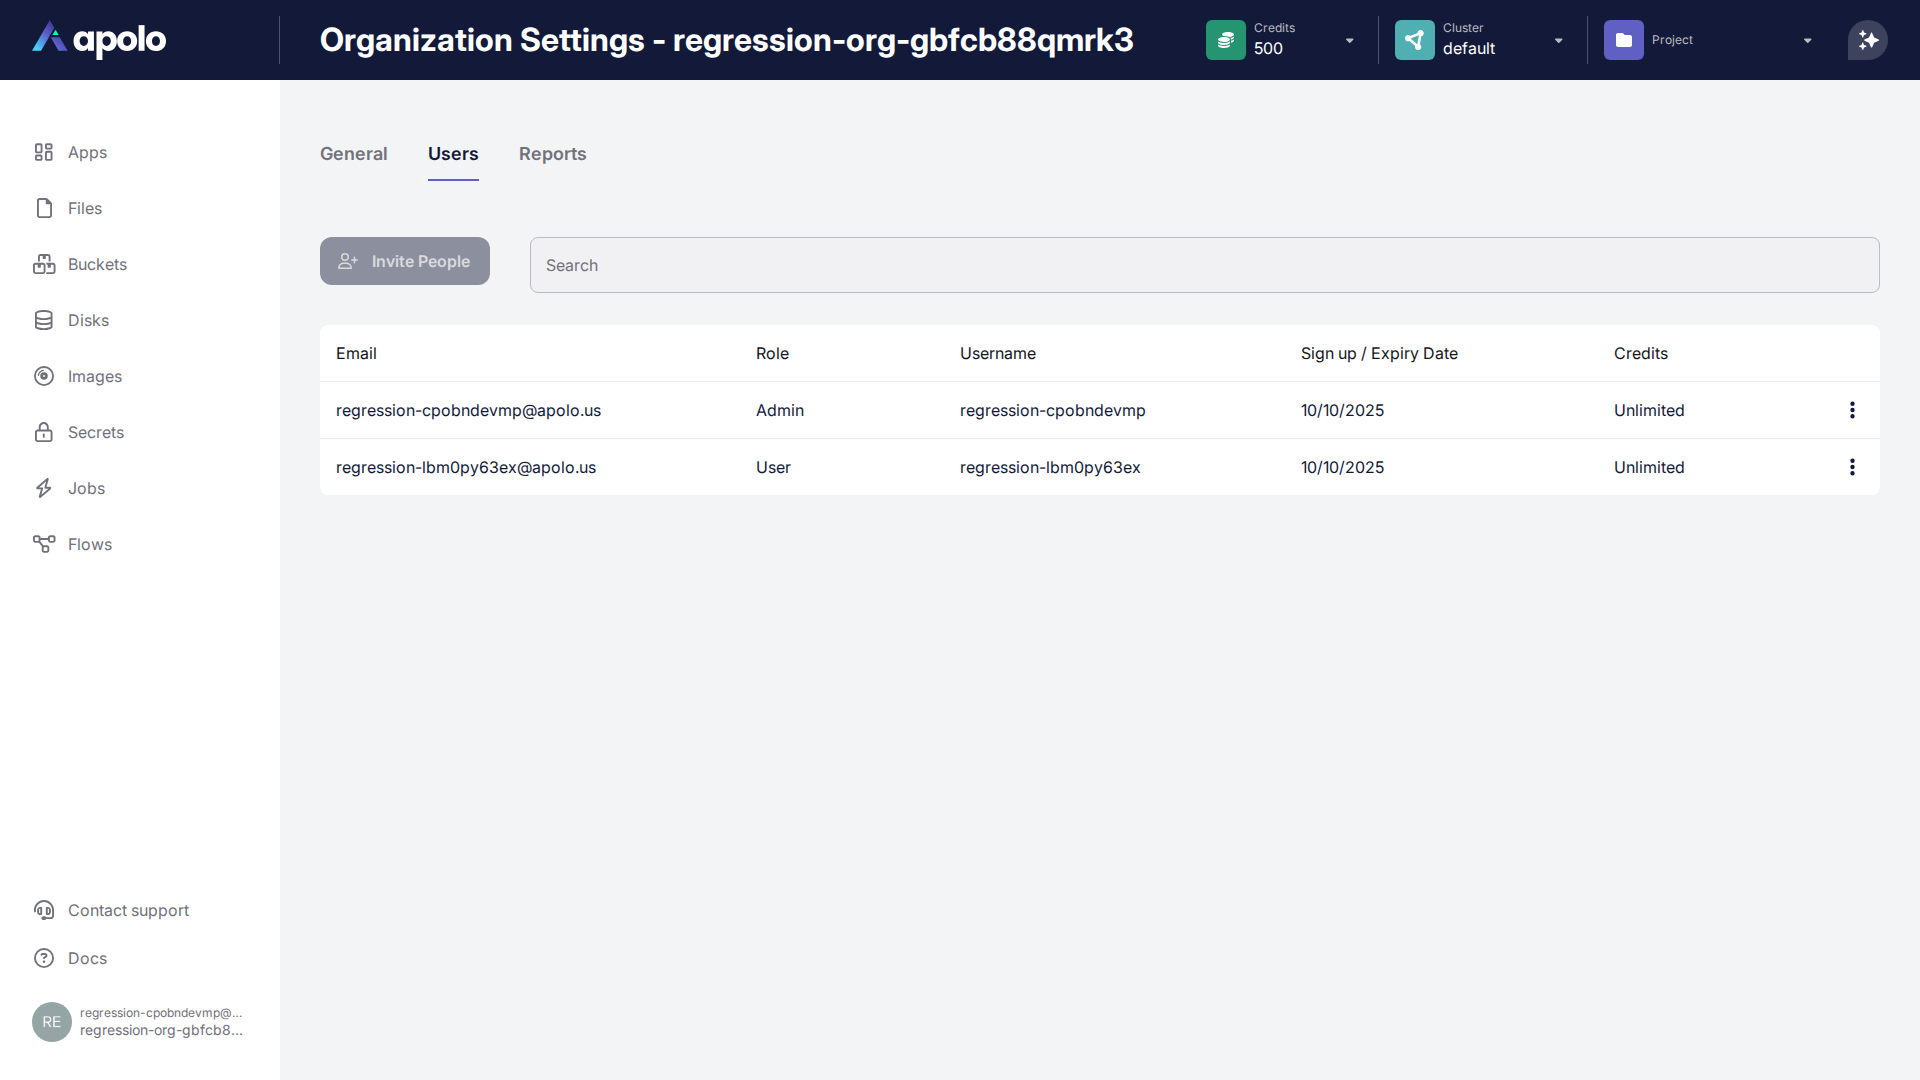 apolo
Organization Settings - regression-org-gbfcb88qmrk3
Credits
500
Cluster
default
Project
Apps
Files
Buckets
Disks
Images
Secrets
Jobs
Flows
General Users Reports
Invite People
Search
Email Role Username Sign up / Expiry Date Credits
regression-cpobndevmp@apolo.us Admin regression-cpobndevmp 10/10/2025 Unlimited
regression-lbm0py63ex@apolo.us User regression-lbm0py63ex 10/10/2025 Unlimited
Contact support
Docs
RE
regression-cpobndevmp@...
regression-org-gbfcb8...